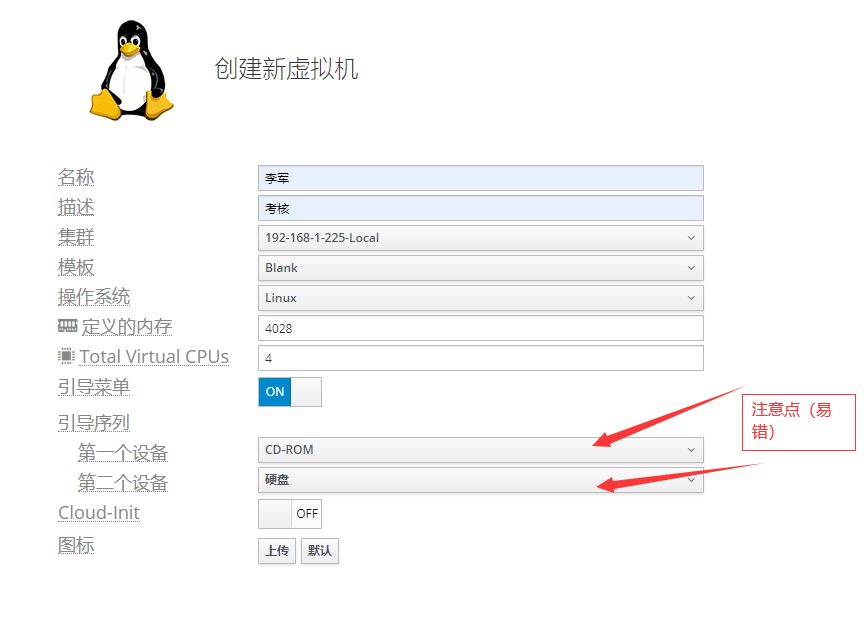 创建新虚拟机
名称 李军
描述 考核
集群 192-168-1-225-Local
模板 Blank
操作系统 Linux
定义的内存 4028
Total Virtual CPUs 4
引导菜单 ON
引导序列
第一个设备 CD-ROM
第二个设备 硬盘
Cloud-Init OFF
图标 上传 默认
注意点（易
错）